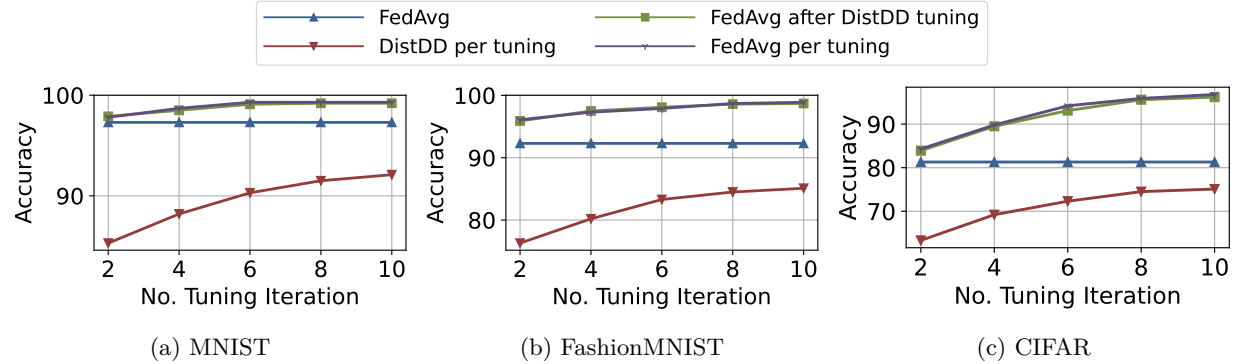 FedAvg
DistDD per tuning
FedAvg after DistDD tuning
FedAvg per tuning
100
90
Accuracy
2 4 6 8 10
No. Tuning Iteration
(a) MNIST
100
90
80
Accuracy
2 4 6 8 10
No. Tuning Iteration
(b) FashionMNIST
90
80
70
Accuracy
2 4 6 8 10
No. Tuning Iteration
(c) CIFAR